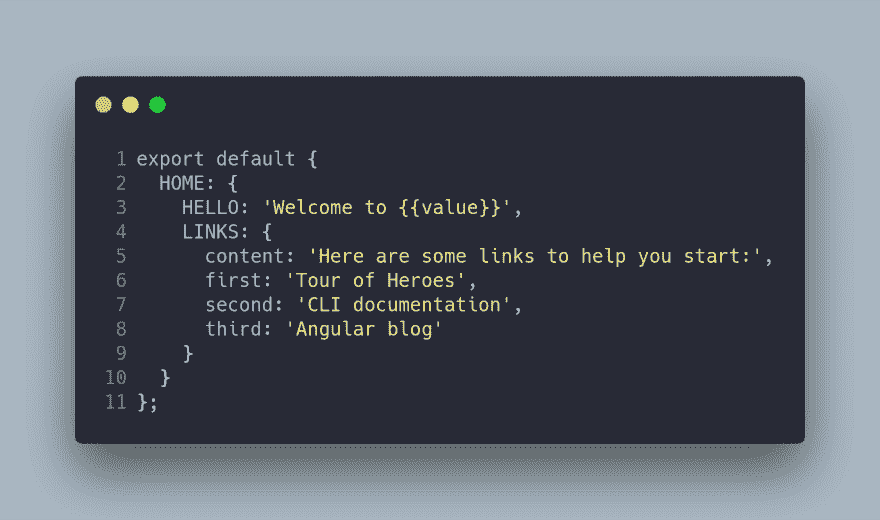 1 export default {
2   HOME: {
3     HELLO: 'Welcome to {{value}}',
4     LINKS: {
5       content: 'Here are some links to help you start:',
6       first: 'Tour of Heroes',
7       second: 'CLI documentation',
8       third: 'Angular blog'
9     }
10   }
11 };